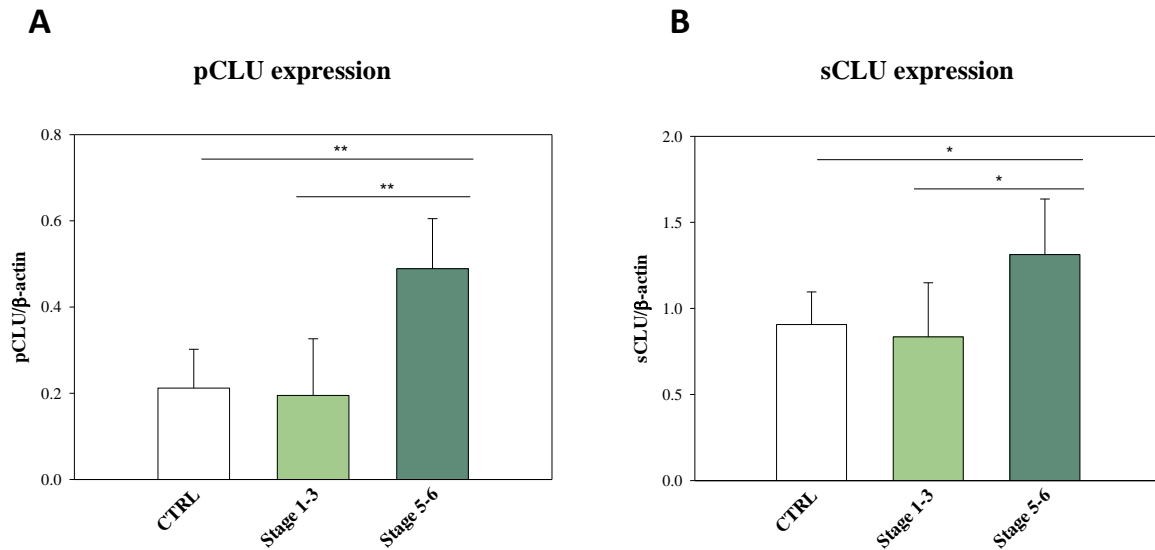 A
pCLU expression
0.8
0.6
0.4
0.2
0.0
pCLU/β-actin
**
**
CTRL
Stage 1-3
Stage 5-6
B
sCLU expression
2.0
1.5
1.0
0.5
0.0
sCLU/β-actin
*
*
CTRL
Stage 1-3
Stage 5-6